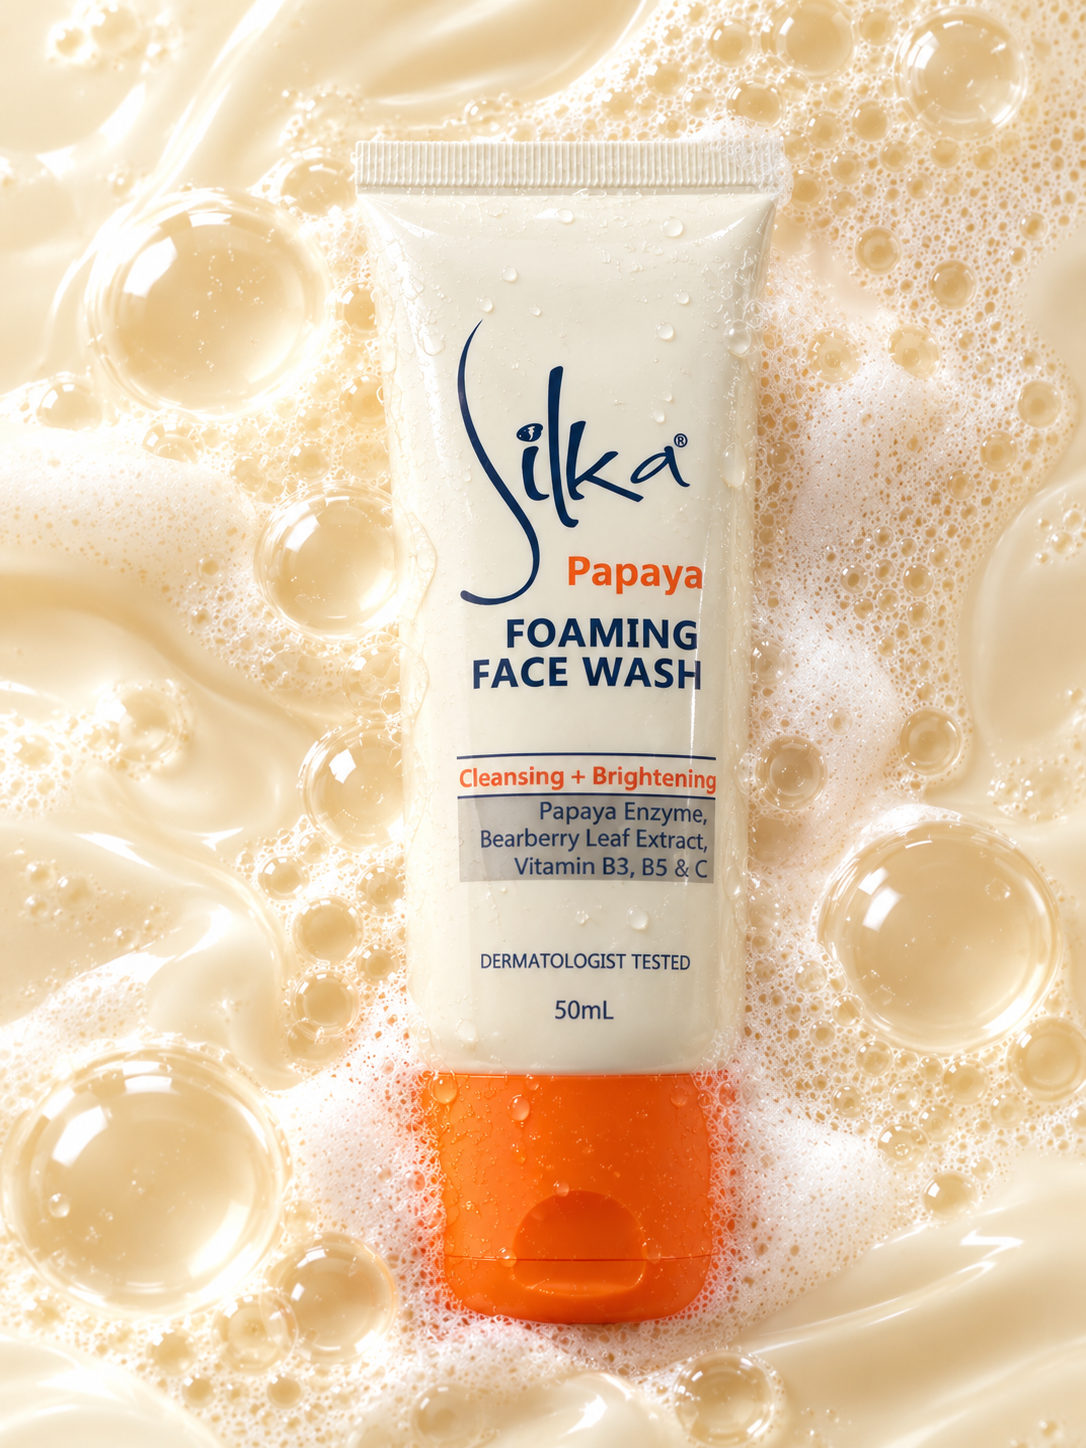 Silka®
Papaya
FOAMING
FACE WASH
Cleansing + Brightening
Papaya Enzyme,
Bearberry Leaf Extract,
Vitamin B3, B5 & C
DERMATOLOGIST TESTED
50mL